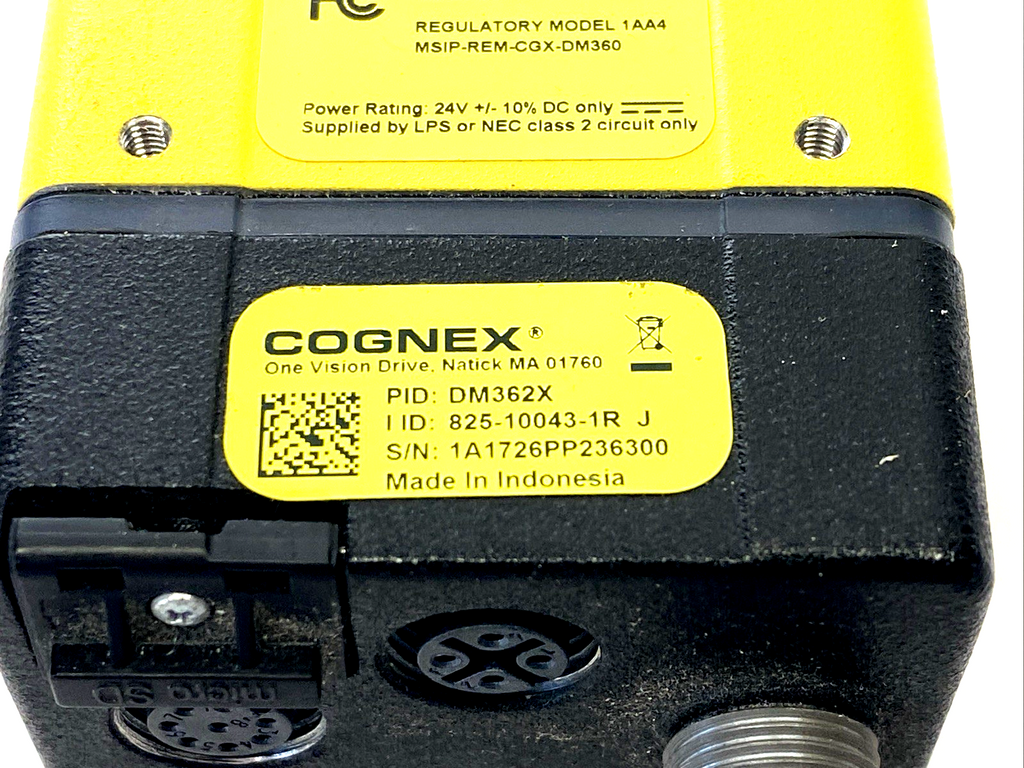 FC
REGULATORY MODEL 1AA4
MSIP-REM-CGX-DM360
Power Rating: 24V +/- 10% DC only
Supplied by LPS or NEC class 2 circuit only
COGNEX®
One Vision Drive, Natick MA 01760
PID: DM362X
IID: 825-10043-1R J
S/N: 1A1726PP236300
Made In Indonesia
micro SD